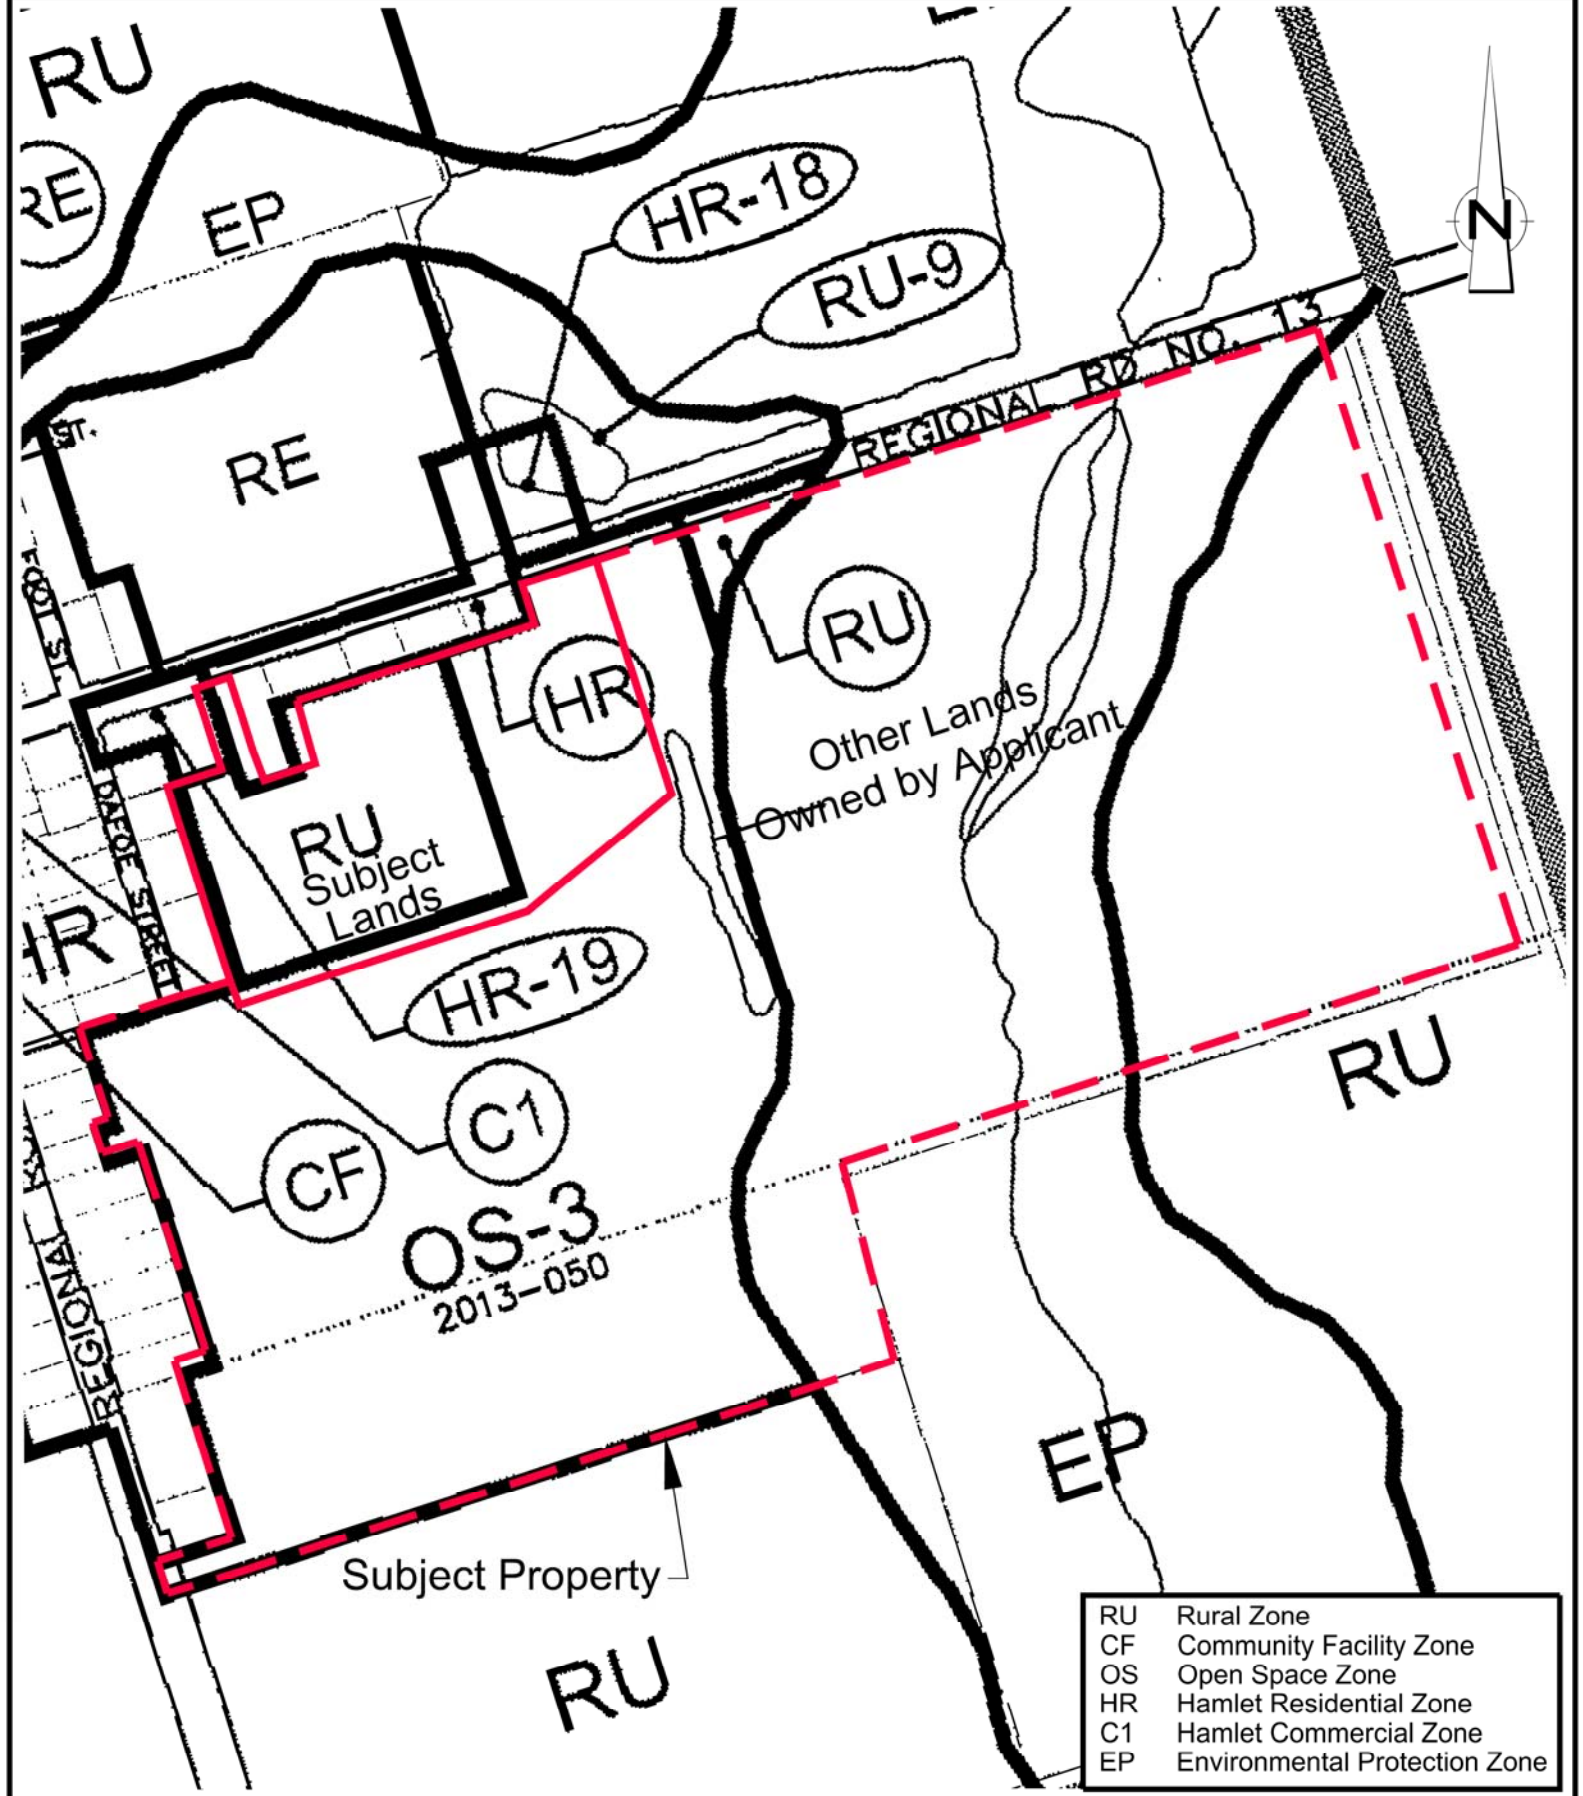 RU
RE
EP
HR-18
RU-9
N
REGIONAL RD NO. 13
ST.
RE
FOOT ST.
RU
HR
Other Lands
Owned by Applicant
RU
Subject
Lands
DAFOE STREET
HR
HR-19
RU
C1
CF
OS-3
2013-050
REGIONAL
EP
Subject Property
RU
RU Rural Zone
CF Community Facility Zone
OS Open Space Zone
HR Hamlet Residential Zone
C1 Hamlet Commercial Zone
EP Environmental Protection Zone